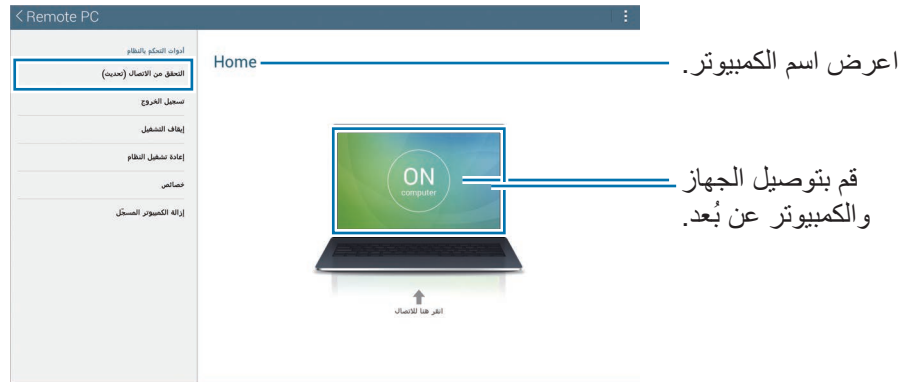 Remote PC
أدوات التحكم بالنظام
التحقق من الاتصال (تحديث)
تسجيل الخروج
إيقاف التشغيل
إعادة تشغيل النظام
خصائص
إزالة الكمبيوتر المسجّل
Home
اعرض اسم الكمبيوتر.
ON
computer
قم بتوصيل الجهاز
والكمبيوتر عن بُعد.
انقر هنا للاتصال